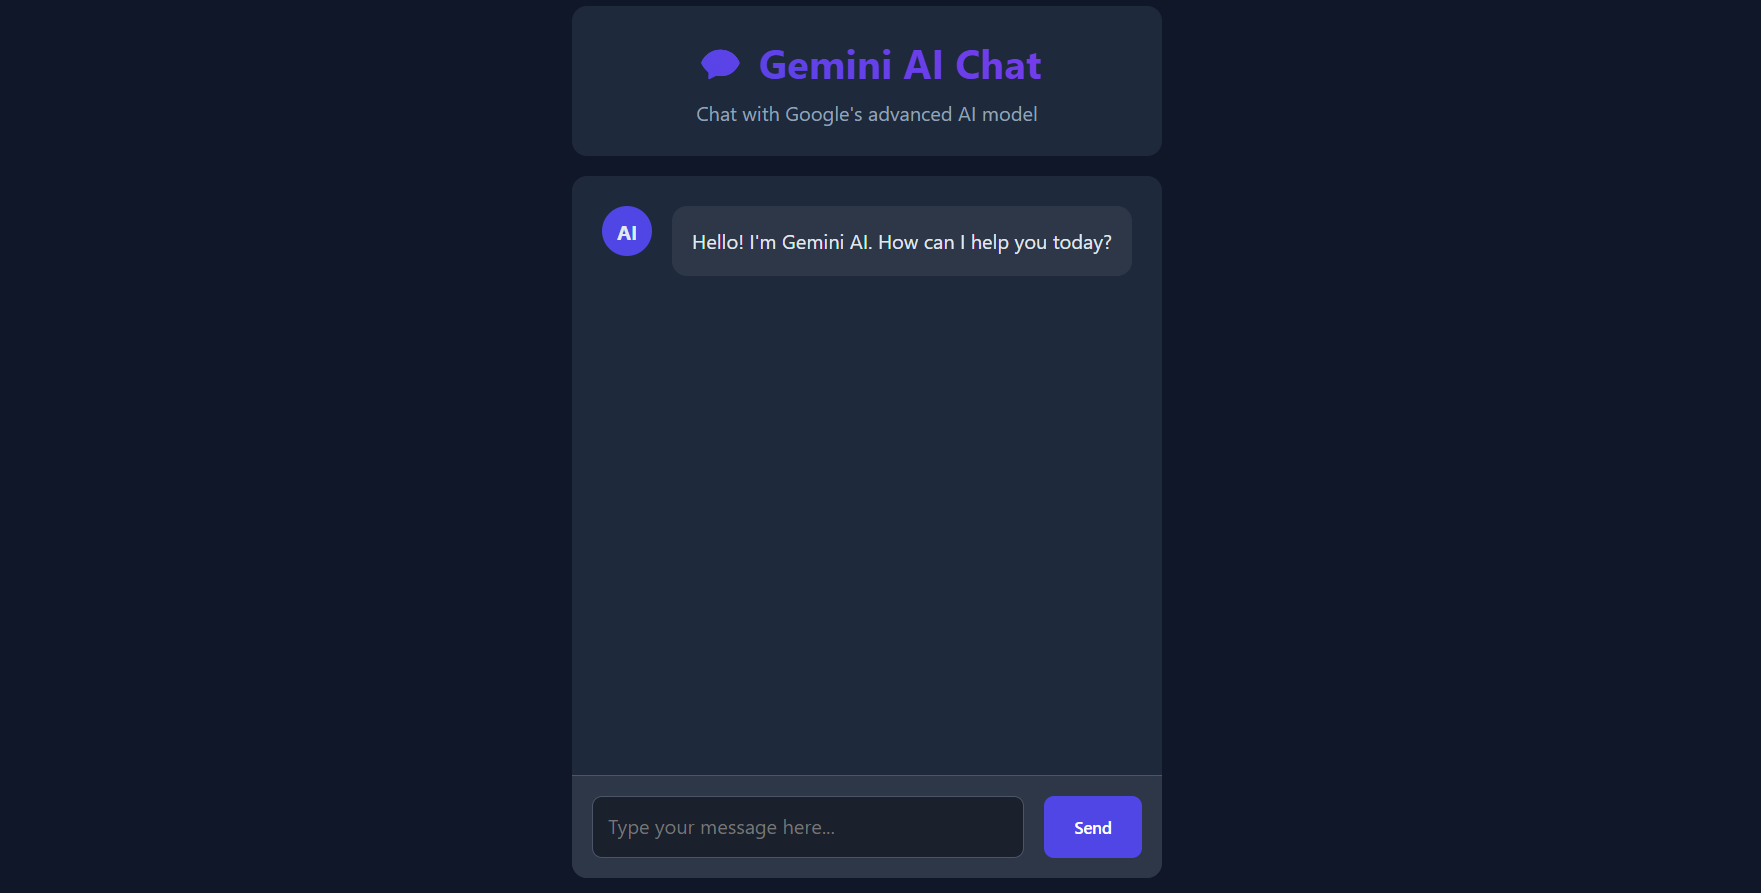 Gemini AI Chat
Chat with Google's advanced AI model
AI
Hello! I'm Gemini AI. How can I help you today?
Type your message here...
Send